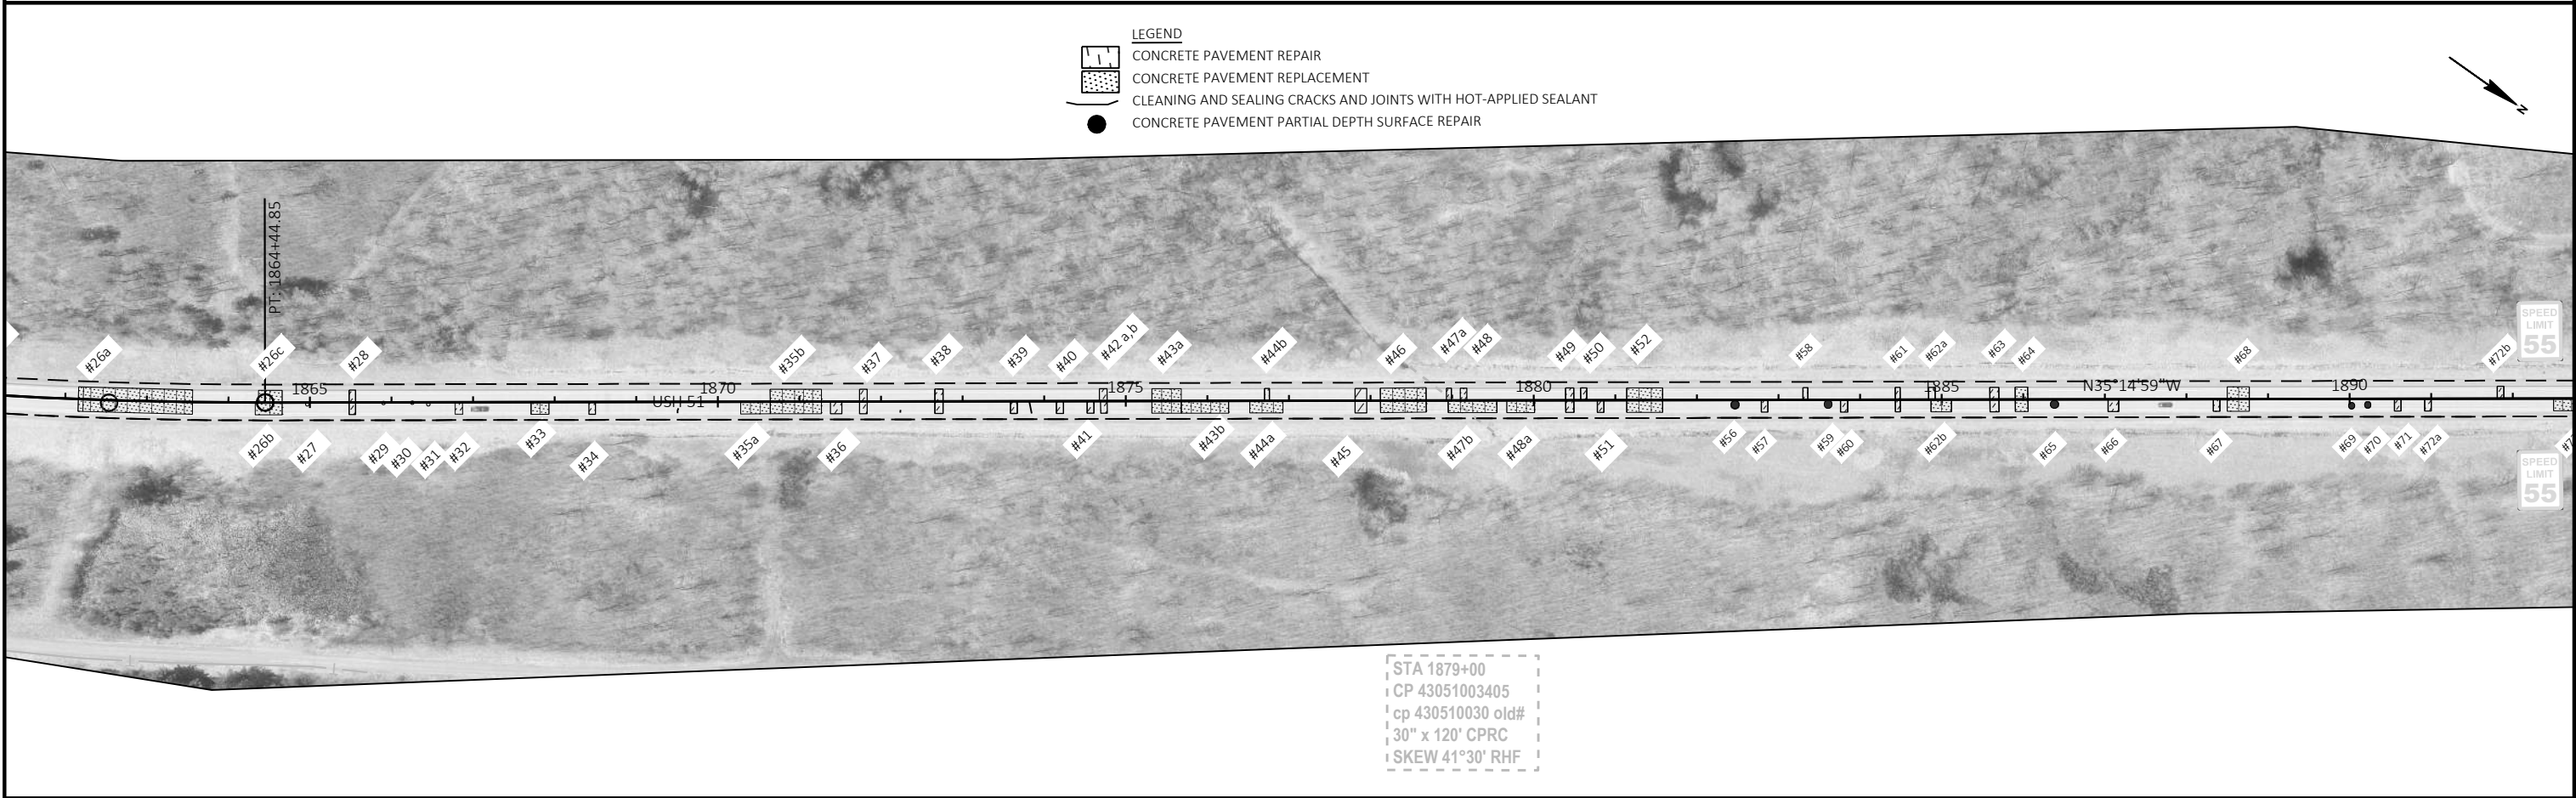 LEGEND
CONCRETE PAVEMENT REPAIR
CONCRETE PAVEMENT REPLACEMENT
CLEANING AND SEALING CRACKS AND JOINTS WITH HOT-APPLIED SEALANT
CONCRETE PAVEMENT PARTIAL DEPTH SURFACE REPAIR
N
PT: 1864+44.85
#26a
#26c
#28
#35b
#37
#38
#39
#40
#42 a,b
#43a
#44b
#46
#47a
#48
#49
#50
#52
#58
#61
#62a
#63
#64
#68
#72b
SPEED
LIMIT
55
1865
1870
1875
1880
1885
N35°14'59"W
1890
USH 51
#26b
#27
#29
#30
#31
#32
#33
#34
#35a
#36
#41
#43b
#44a
#45
#47b
#48a
#51
#56
#57
#59
#60
#62b
#65
#66
#67
#69
#70
#71
#72a
SPEED
LIMIT
55
STA 1879+00
CP 43051003405
cp 430510030 old#
30" x 120' CPRC
SKEW 41°30' RHF